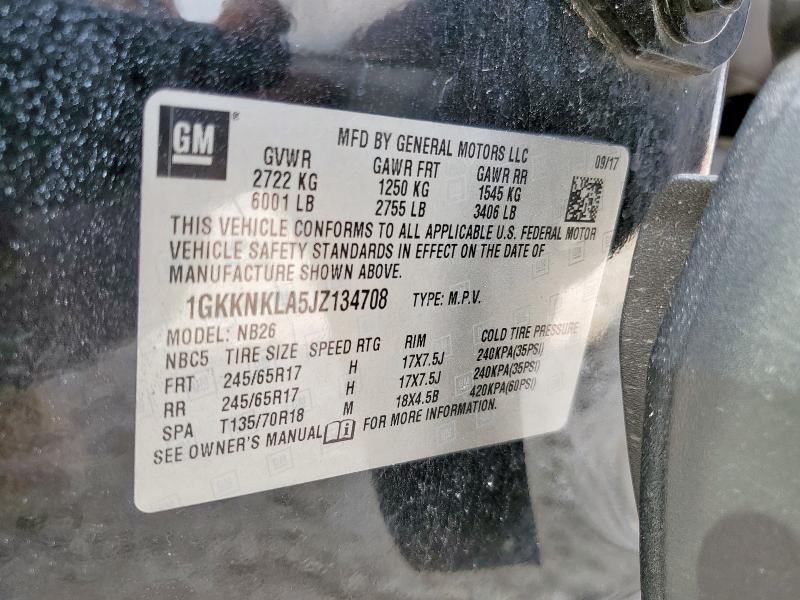 GM ®
MFD BY GENERAL MOTORS LLC
09/17
GVWR GAWR FRT GAWR RR
2722 KG 1250 KG 1545 KG
6001 LB 2755 LB 3406 LB
THIS VEHICLE CONFORMS TO ALL APPLICABLE U.S. FEDERAL MOTOR
VEHICLE SAFETY STANDARDS IN EFFECT ON THE DATE OF
MANUFACTURE SHOWN ABOVE.
1GKKNKLA5JZ134708 TYPE: M.P.V.
MODEL: NB26
NBC5 TIRE SIZE SPEED RTG RIM COLD TIRE PRESSURE
FRT 245/65R17 H 17X7.5J 240KPA(35PSI)
RR 245/65R17 H 17X7.5J 240KPA(35PSI)
SPA T135/70R18 M 18X4.5B 420KPA(60PSI)
SEE OWNER'S MANUAL FOR MORE INFORMATION.